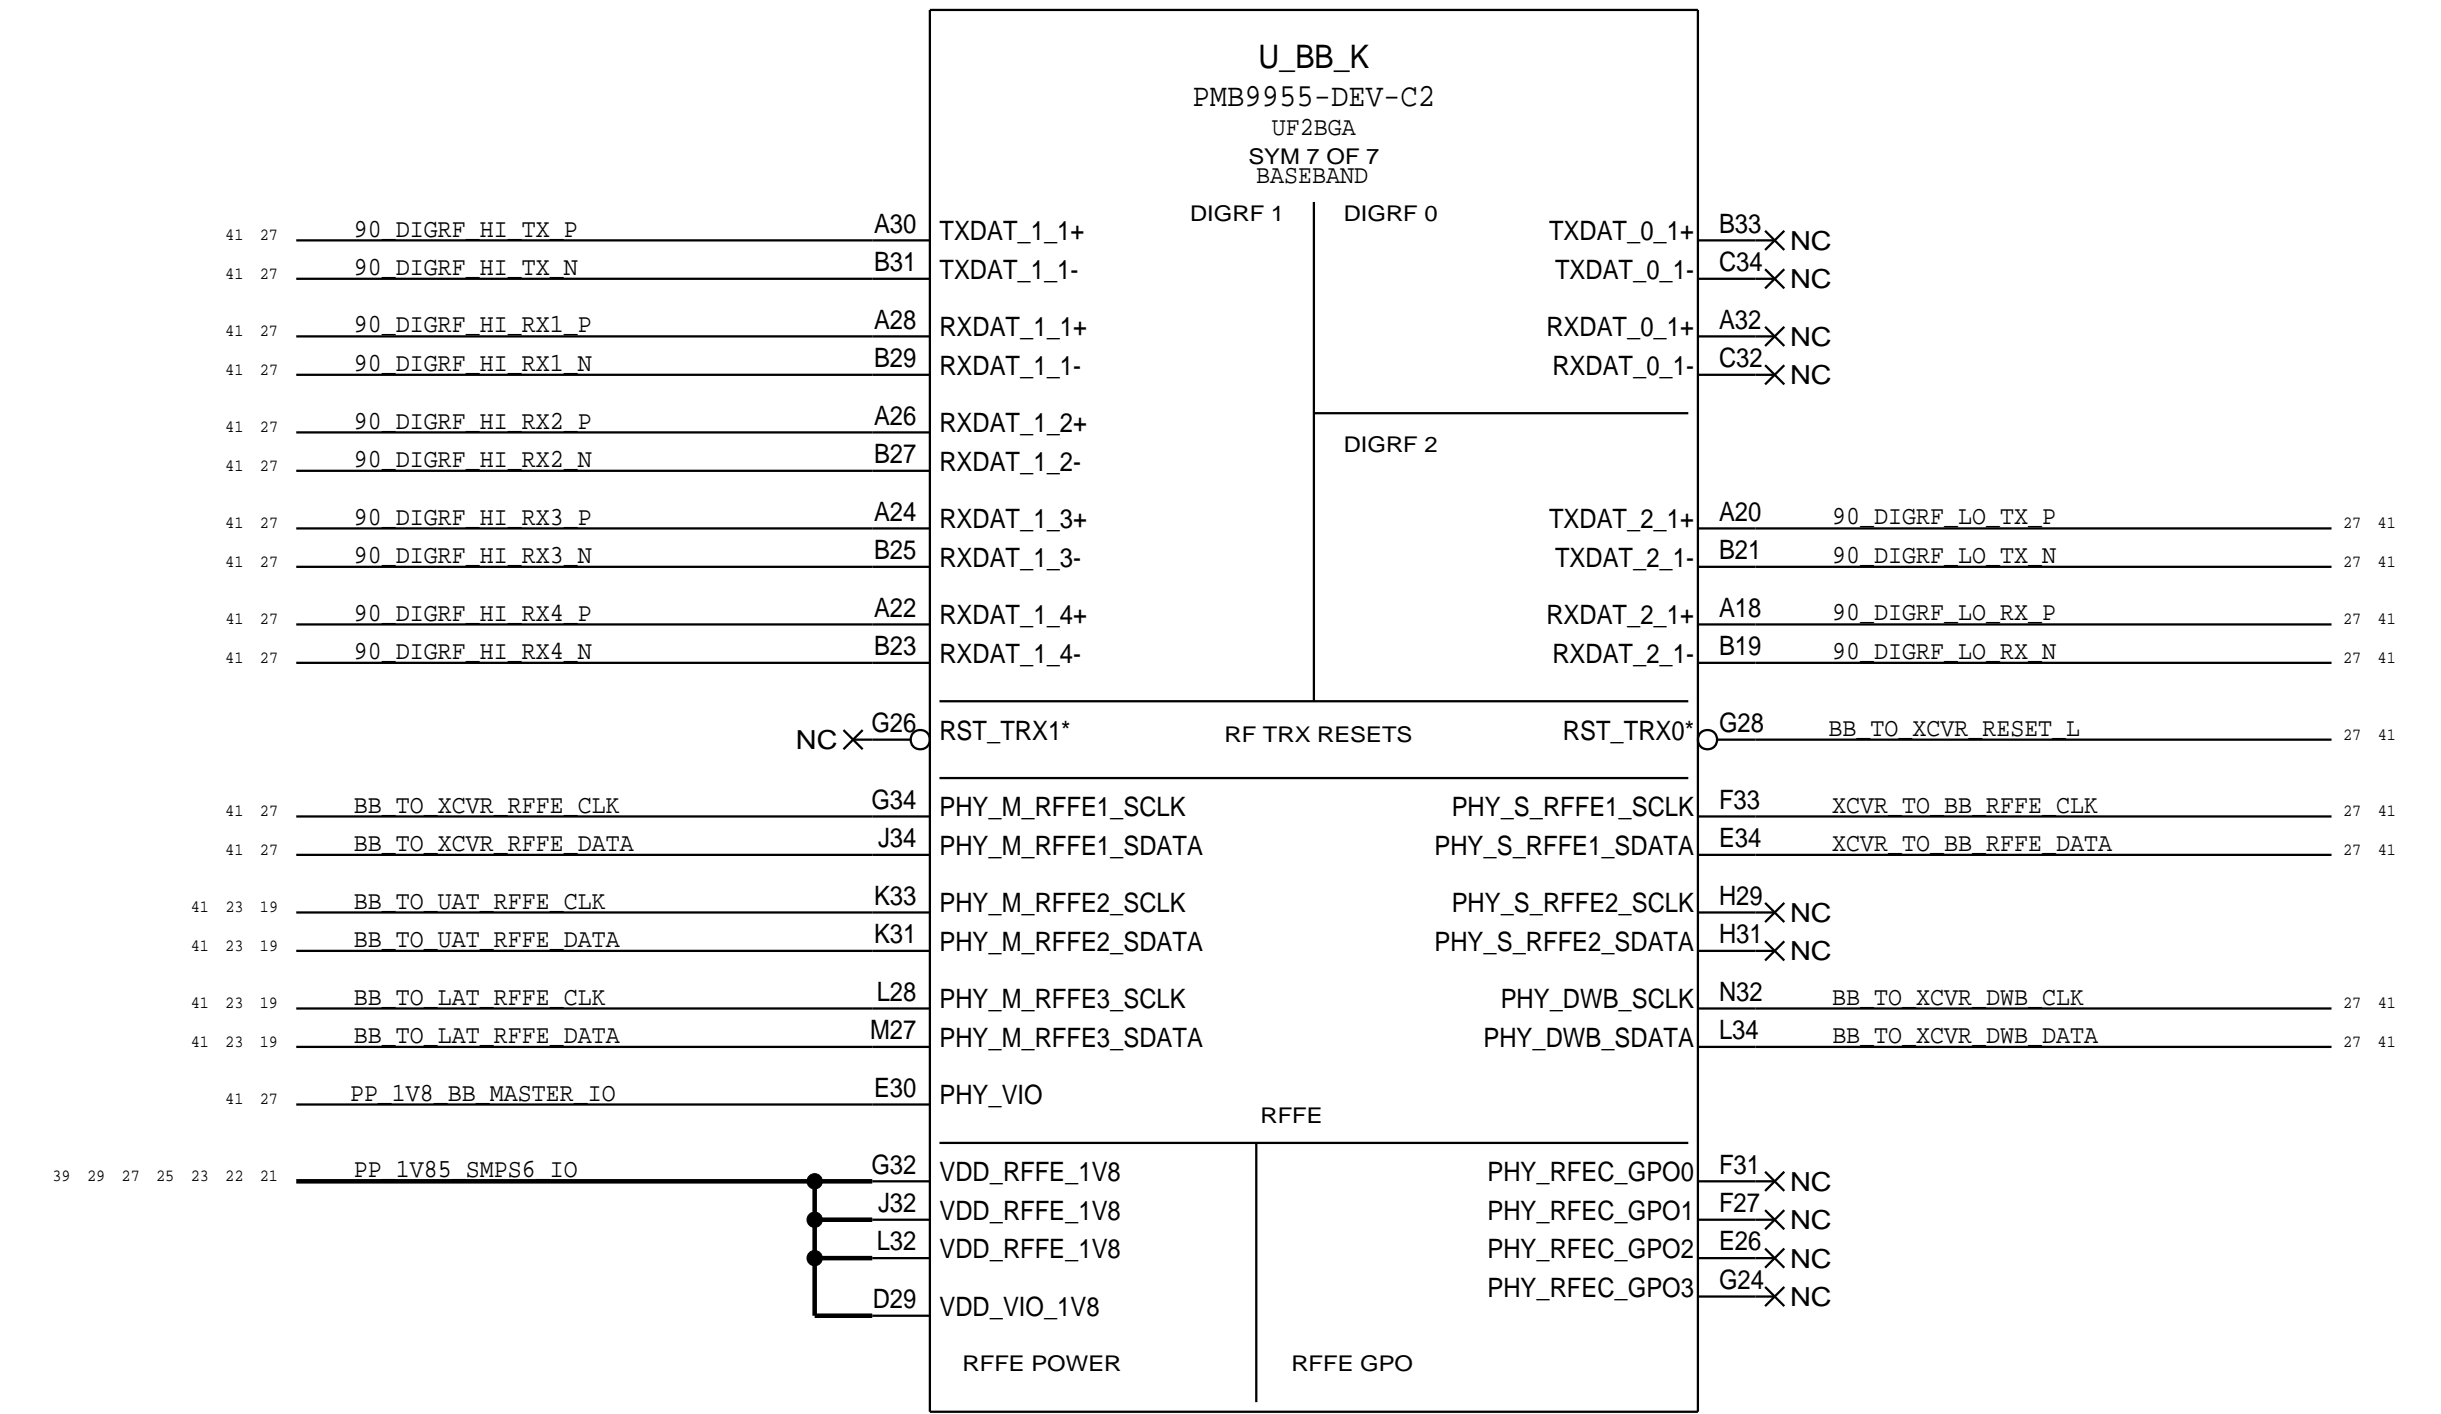 U_BB_K
PMB9955-DEV-C2
UF2BGA
SYM 7 OF 7
BASEBAND
DIGRF 1 DIGRF 0
41 27 90_DIGRF_HI_TX_P A30 TXDAT_1_1+ TXDAT_0_1+ B33 NC
41 27 90_DIGRF_HI_TX_N B31 TXDAT_1_1- TXDAT_0_1- C34 NC
41 27 90_DIGRF_HI_RX1_P A28 RXDAT_1_1+ RXDAT_0_1+ A32 NC
41 27 90_DIGRF_HI_RX1_N B29 RXDAT_1_1- RXDAT_0_1- C32 NC
41 27 90_DIGRF_HI_RX2_P A26 RXDAT_1_2+
DIGRF 2
41 27 90_DIGRF_HI_RX2_N B27 RXDAT_1_2-
41 27 90_DIGRF_HI_RX3_P A24 RXDAT_1_3+ TXDAT_2_1+ A20 90_DIGRF_LO_TX_P 27 41
41 27 90_DIGRF_HI_RX3_N B25 RXDAT_1_3- TXDAT_2_1- B21 90_DIGRF_LO_TX_N 27 41
41 27 90_DIGRF_HI_RX4_P A22 RXDAT_1_4+ RXDAT_2_1+ A18 90_DIGRF_LO_RX_P 27 41
41 27 90_DIGRF_HI_RX4_N B23 RXDAT_1_4- RXDAT_2_1- B19 90_DIGRF_LO_RX_N 27 41
NC G26 RST_TRX1* RF TRX RESETS RST_TRX0* G28 BB_TO_XCVR_RESET_L 27 41
41 27 BB_TO_XCVR_RFFE_CLK G34 PHY_M_RFFE1_SCLK PHY_S_RFFE1_SCLK F33 XCVR_TO_BB_RFFE_CLK 27 41
41 27 BB_TO_XCVR_RFFE_DATA J34 PHY_M_RFFE1_SDATA PHY_S_RFFE1_SDATA E34 XCVR_TO_BB_RFFE_DATA 27 41
41 23 19 BB_TO_UAT_RFFE_CLK K33 PHY_M_RFFE2_SCLK PHY_S_RFFE2_SCLK H29 NC
41 23 19 BB_TO_UAT_RFFE_DATA K31 PHY_M_RFFE2_SDATA PHY_S_RFFE2_SDATA H31 NC
41 23 19 BB_TO_LAT_RFFE_CLK L28 PHY_M_RFFE3_SCLK PHY_DWB_SCLK N32 BB_TO_XCVR_DWB_CLK 27 41
41 23 19 BB_TO_LAT_RFFE_DATA M27 PHY_M_RFFE3_SDATA PHY_DWB_SDATA L34 BB_TO_XCVR_DWB_DATA 27 41
41 27 PP_1V8_BB_MASTER_IO E30 PHY_VIO
RFFE
39 29 27 25 23 22 21 PP_1V85_SMPS6_IO G32 VDD_RFFE_1V8 PHY_RFEC_GPO0 F31 NC
J32 VDD_RFFE_1V8 PHY_RFEC_GPO1 F27 NC
L32 VDD_RFFE_1V8 PHY_RFEC_GPO2 E26 NC
PHY_RFEC_GPO3 G24 NC
D29 VDD_VIO_1V8
RFFE POWER RFFE GPO